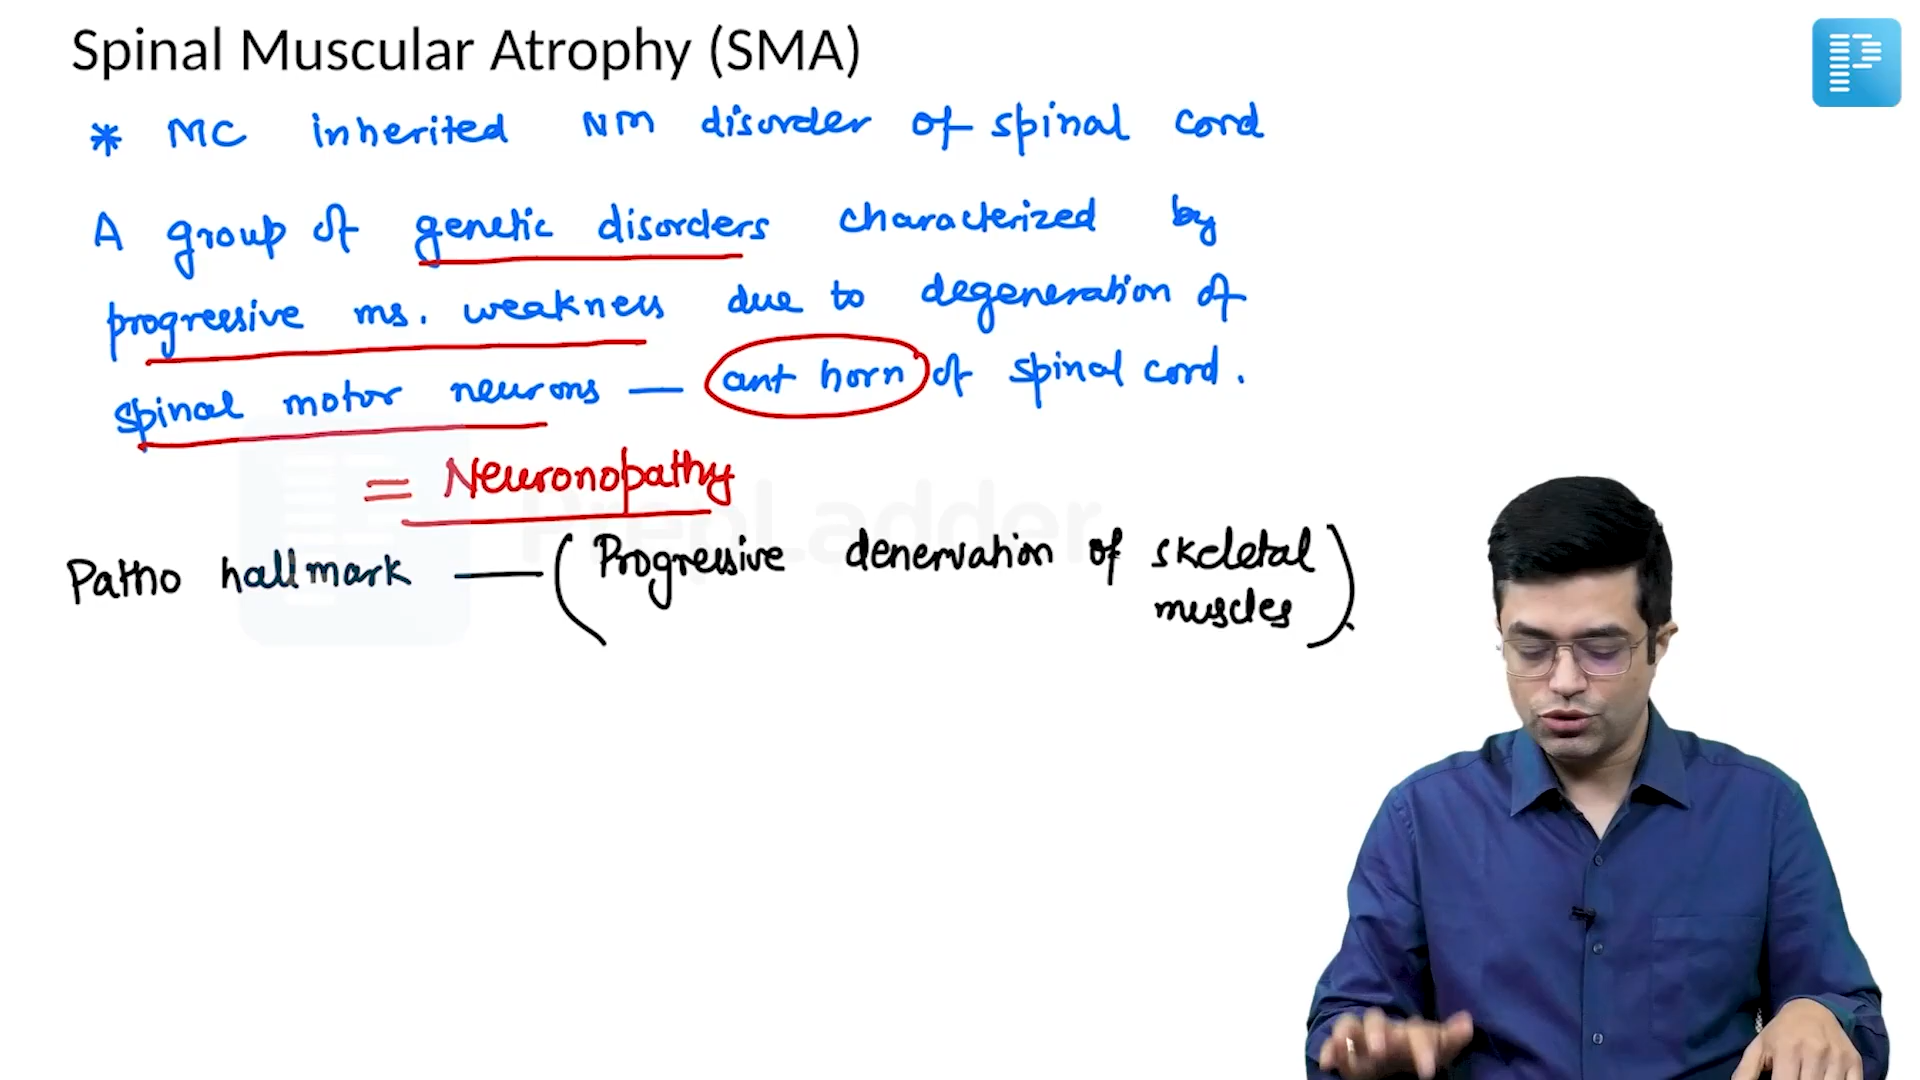 Spinal Muscular Atrophy (SMA)
* MC inherited NM disorder of spinal cord
A group of genetic disorders characterized by
progressive ms. weakness due to degeneration of
spinal motor neurons — ant horn of spinal cord.
= Neuronopathy
PrepLadder
Patho hallmark — (Progressive denervation of skeletal
muscles)